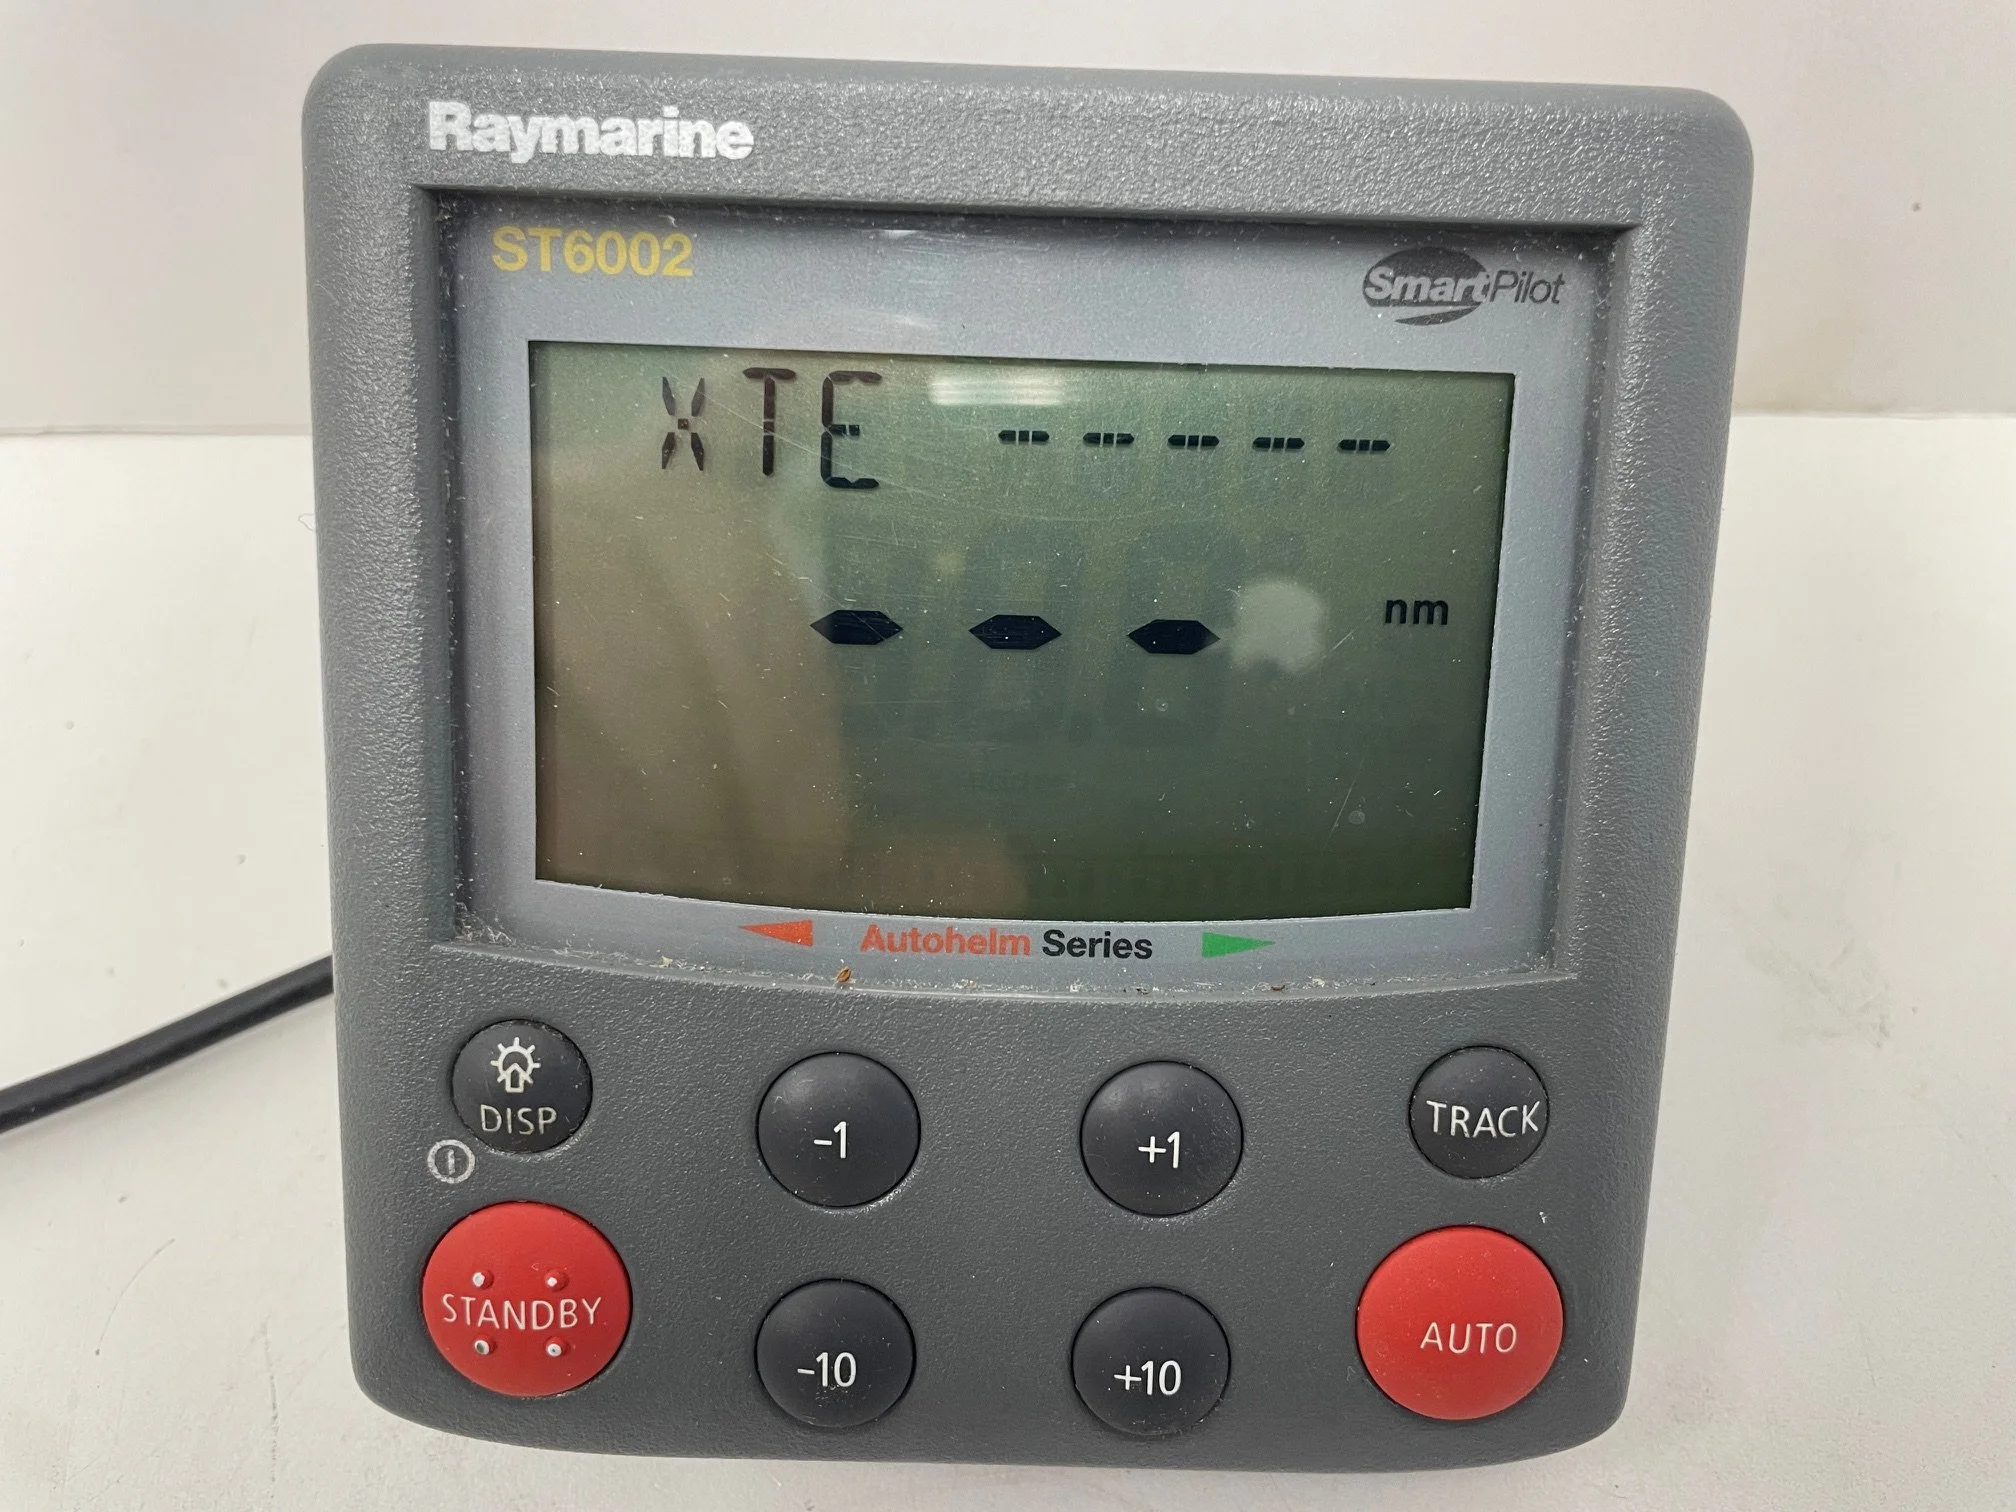 Raymarine
ST6002
SmartPilot
XTE -----
--- nm
Autohelm Series
DISP
-1
+1
TRACK
STANDBY
-10
+10
AUTO